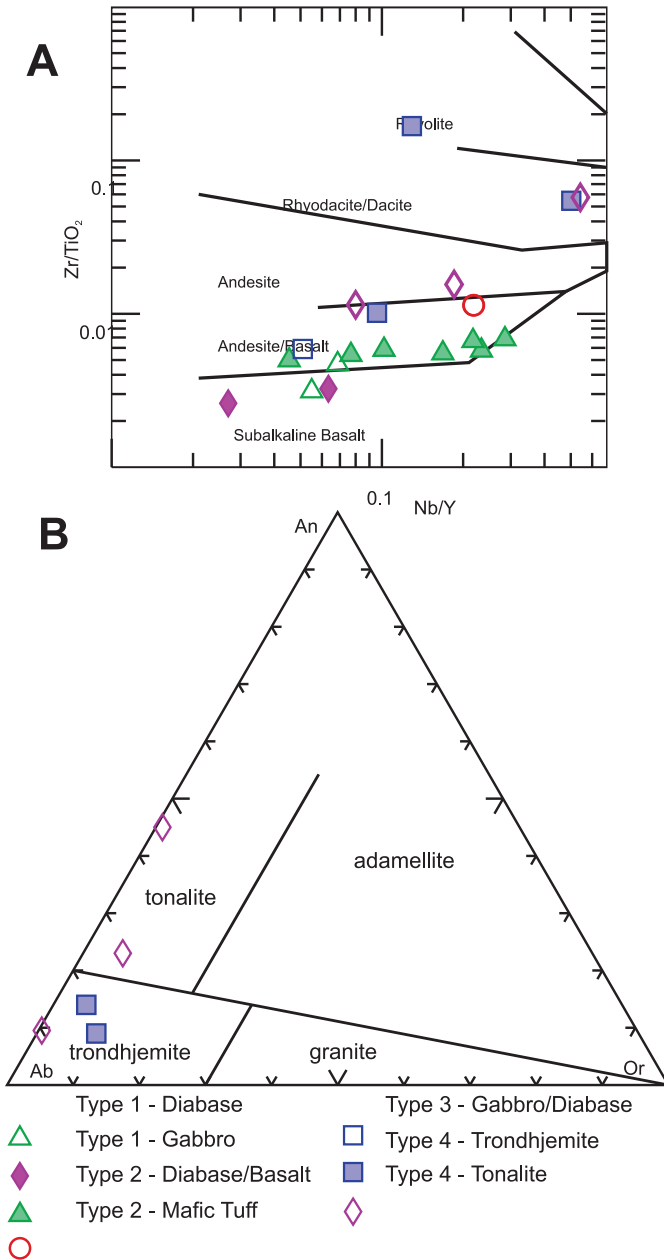 A
0.1
Rhyolite
Rhyodacite/Dacite
Zr/TiO2
Andesite
0.01
Andesite/Basalt
Subalkaline Basalt
0.1
Nb/Y
B
An
adamellite
tonalite
trondhjemite
granite
Ab
Or
Type 1 - Diabase
Type 1 - Gabbro
Type 2 - Diabase/Basalt
Type 2 - Mafic Tuff
Type 3 - Gabbro/Diabase
Type 4 - Trondhjemite
Type 4 - Tonalite